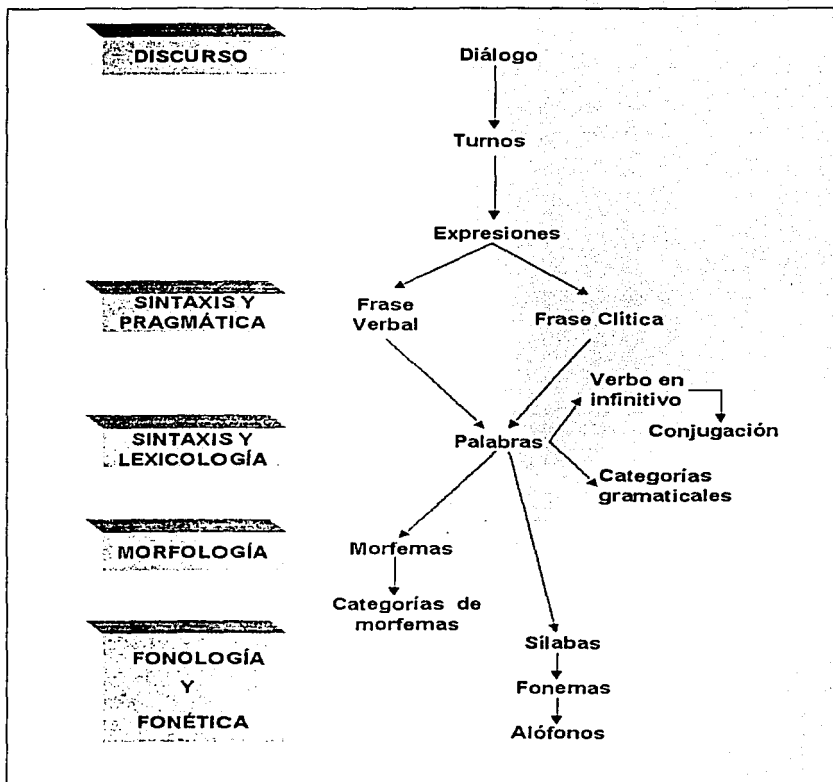 DISCURSO
Diálogo
Turnos
Expresiones
SINTAXIS Y
PRAGMÁTICA
Frase
Verbal
Frase Clítica
Verbo en
infinitivo
Conjugación
SINTAXIS Y
LEXICOLOGÍA
Palabras
Categorías
gramaticales
MORFOLOGÍA
Morfemas
Categorías de
morfemas
FONOLOGÍA
Y
FONÉTICA
Sílabas
Fonemas
Alófonos